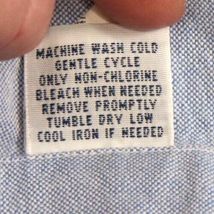 MACHINE WASH COLD
GENTLE CYCLE
ONLY NON-CHLORINE
BLEACH WHEN NEEDED
REMOVE PROMPTLY
TUMBLE DRY LOW
COOL IRON IF NEEDED